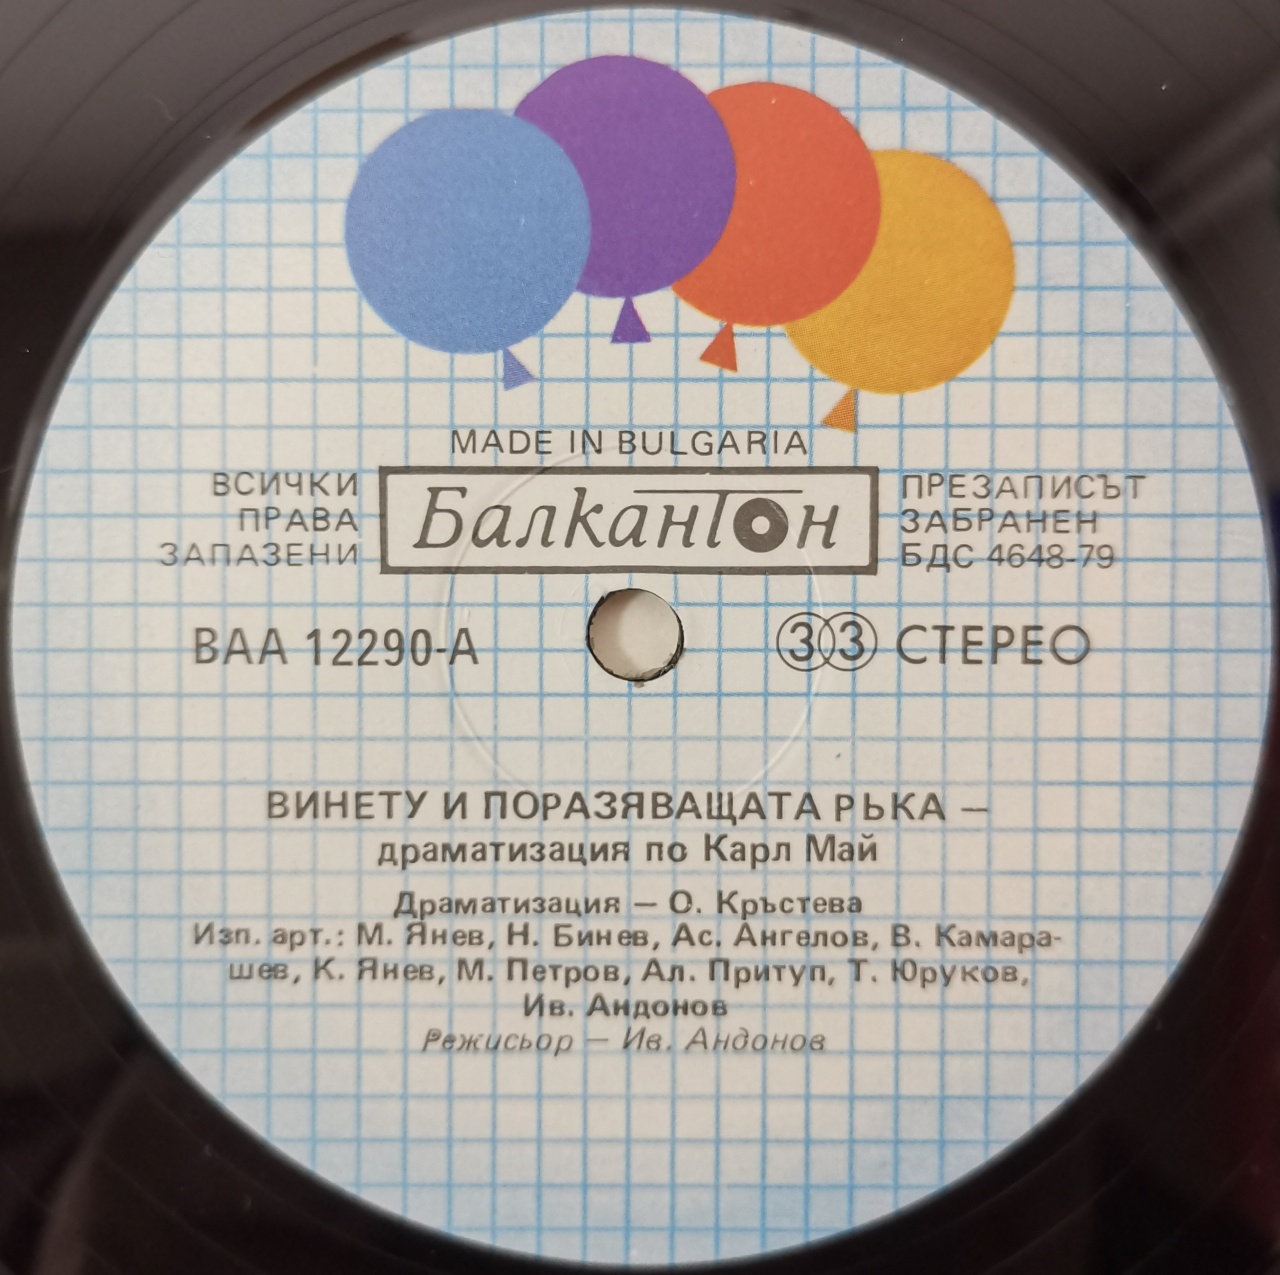 MADE IN BULGARIA
ВСИЧКИ
ПРАВА
ЗАПАЗЕНИ
Балкантон
ПРЕЗАПИСЪТ
ЗАБРАНЕН
БДС 4648-79
ВАА 12290-А
33 СТЕРЕО
ВИНЕТУ И ПОРАЗЯВАЩАТА РЬКА —
драматизация по Карл Май
Драматизация — О. Кръстева
Изп. арт.: М. Янев, Н. Бинев, Ас. Ангелов, В. Камара-
шев, К. Янев, М. Петров, Ал. Притуп, Т. Юруков,
Ив. Андонов
Режисьор — Ив. Андонов